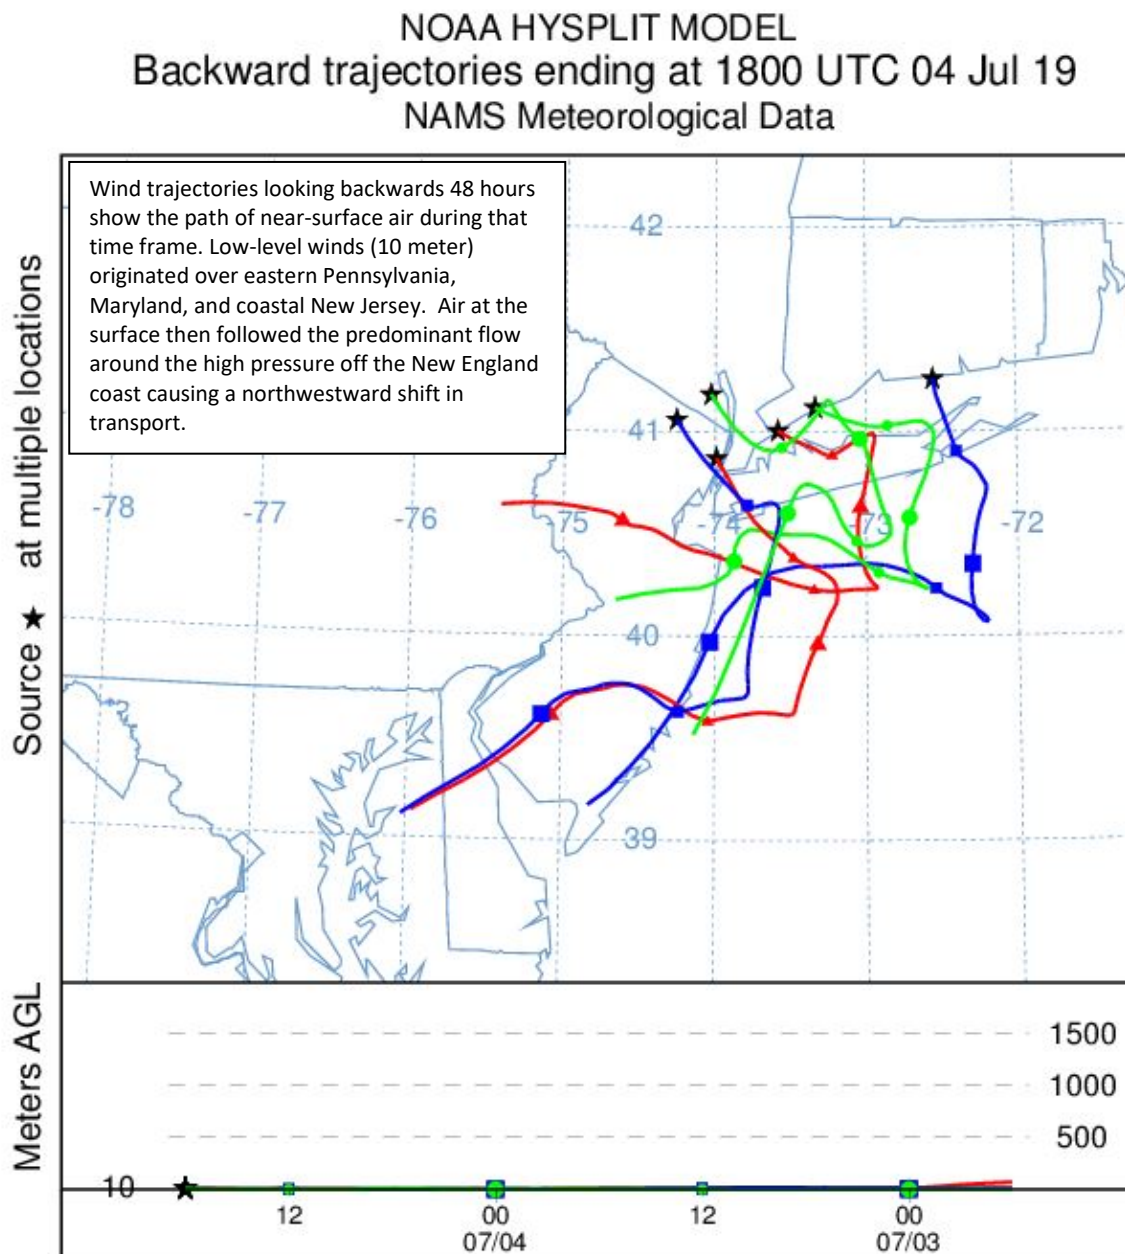 NOAA HYSPLIT MODEL
Backward trajectories ending at 1800 UTC 04 Jul 19
NAMS Meteorological Data
Wind trajectories looking backwards 48 hours
show the path of near-surface air during that
time frame. Low-level winds (10 meter)
originated over eastern Pennsylvania,
Maryland, and coastal New Jersey.  Air at the
surface then followed the predominant flow
around the high pressure off the New England
coast causing a northwestward shift in
transport.
Source ★ at multiple locations
42
41
-78
-77
-76
-75
-74
-73
-72
40
39
Meters AGL
1500
1000
500
10
12
00
12
00
07/04
07/03